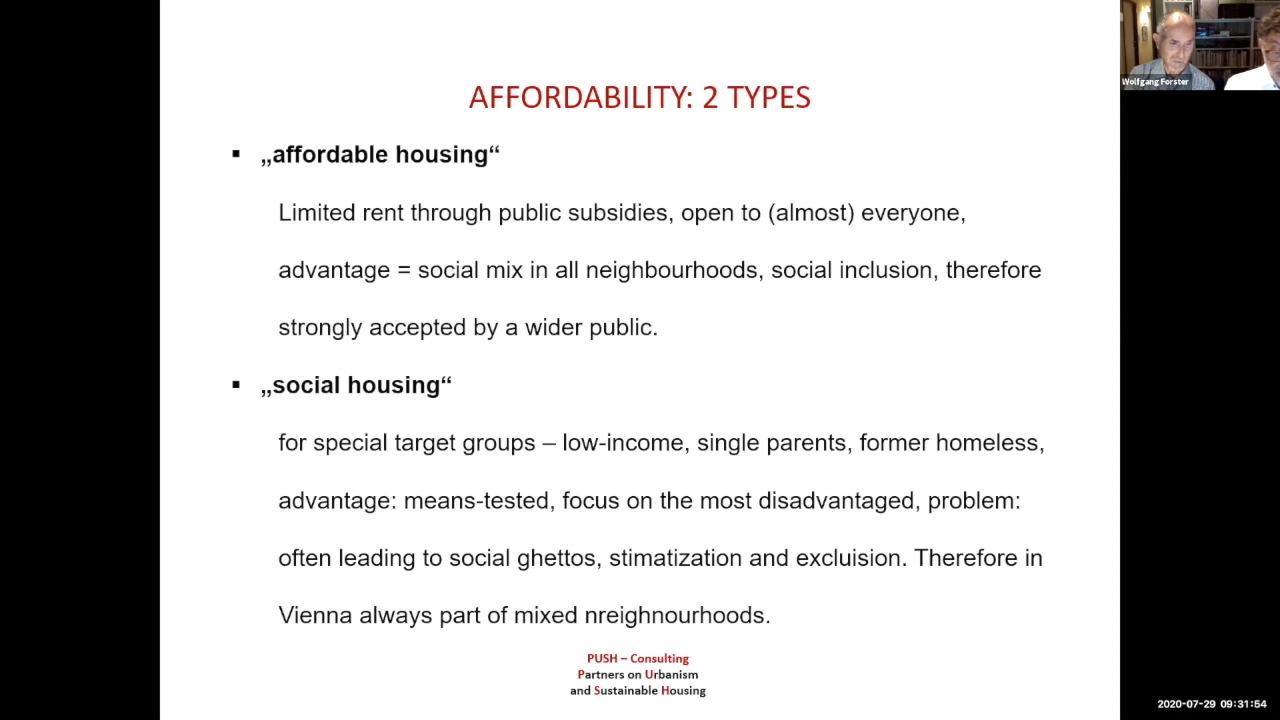 AFFORDABILITY: 2 TYPES
▪ „affordable housing“
Limited rent through public subsidies, open to (almost) everyone,
advantage = social mix in all neighbourhoods, social inclusion, therefore
strongly accepted by a wider public.
▪ „social housing“
for special target groups – low-income, single parents, former homeless,
advantage: means-tested, focus on the most disadvantaged, problem:
often leading to social ghettos, stimatization and excluision. Therefore in
Vienna always part of mixed nreighnourhoods.
PUSH – Consulting
Partners on Urbanism
and Sustainable Housing
Wolfgang Forster
2020-07-29 09:31:54